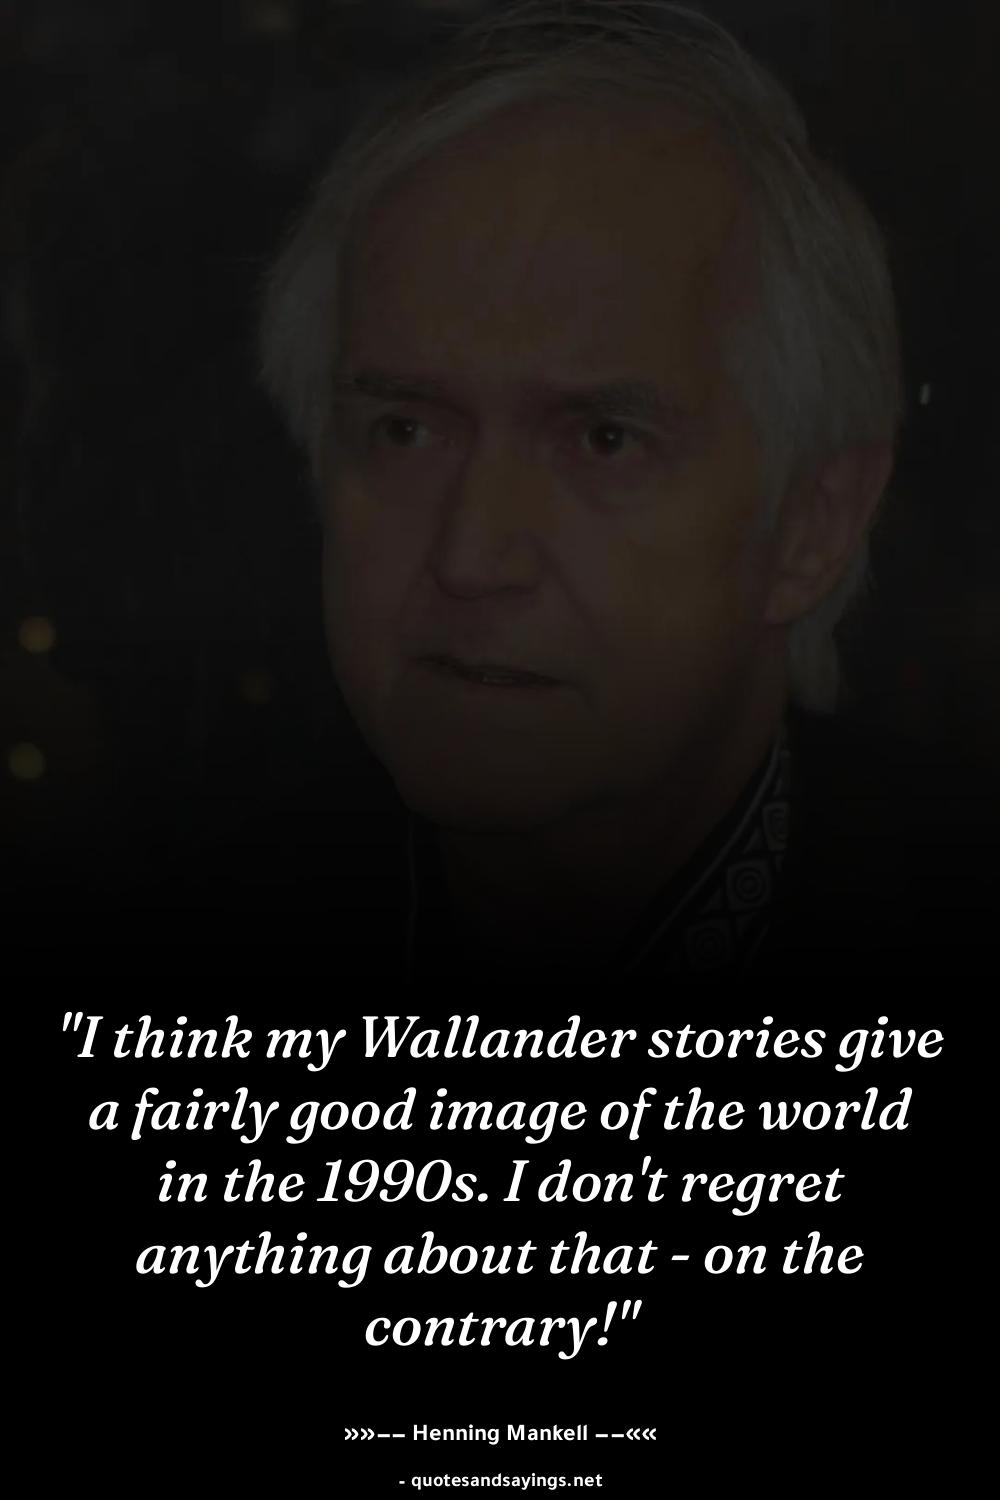 "I think my Wallander stories give
a fairly good image of the world
in the 1990s. I don't regret
anything about that - on the
contrary!"
»»-- Henning Mankell --««
- quotesandsayings.net